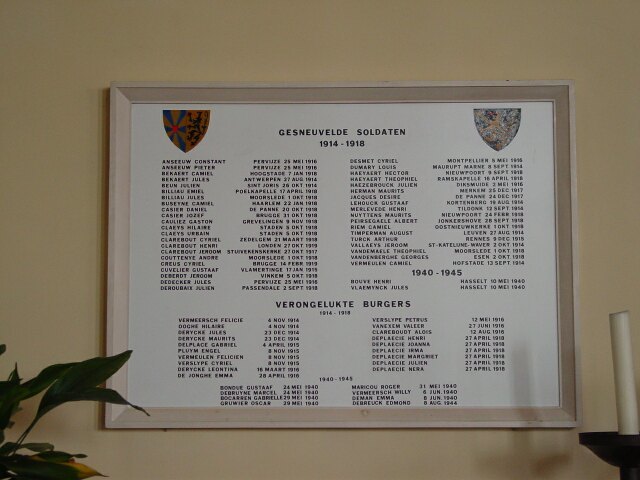 GESNEUVELDE SOLDATEN
1914-1918
ANSEEUW CONSTANT PERVIJZE 25 MEI 1916
ANSEEUW PIETER PERVIJZE 25 MEI 1916
BEKAERT CAMIEL HOOGSTADE 7 JAN 1918
BEKAERT JULES ANTWERPEN 27 AUG 1914
BEUN JULIEN SINT JORIS 26 OKT 1914
BILLIAU EMIEL POELKAPELLE 17 APRIL 1918
BILLIAU JULES MOORSLEDE 1 OKT 1918
BUSEYNE CAMIEL HAARLEM 22 JAN 1918
CASIER DANIEL DE PANNE 20 OKT 1918
CASIER JOZEF BRUGGE 31 OKT 1918
CAULIEZ GASTON GREVELINGEN 9 NOV 1918
CLAEYS HILAIRE STADEN 5 OKT 1918
CLAEYS URBAIN STADEN 5 OKT 1918
CLAREBOUT CYRIEL ZEDELGEM 21 MAART 1919
CLAREBOUT HENRI LONDEN 27 OKT 1919
CLAREBOUT JEROOM STUIVEKENSKERKE 27 OKT 1917
COUTTENYE ANDRE MOORSLEDE 1 OKT 1918
CREUS CYRIEL BRUGGE 14 FEBR 1919
CUVELIER GUSTAAF VLAMERTINGE 17 JAN 1915
DEBERDT JEROOM VINKEM 5 OKT 1918
DEDECKER JULES PERVIJZE 25 MEI 1916
DEROUBAIX JULIEN PASSENDALE 2 SEPT 1918
DESMET CYRIEL MONTPELLIER 5 MEI 1916
DUMARY LOUIS MAURUPT MARNE 8 SEPT 1914
HAEYAERT HECTOR NIEUWPOORT 9 SEPT 1918
HAEYAERT THEOPHIEL RAMSKAPELLE 16 APRIL 1918
HAEZEBROUCK JULIEN DIKSMUIDE 2 MEI 1916
HERMAN MAURITS MERKEM 25 DEC 1917
JACQUES DESIRE DE PANNE 24 DEC 1917
LEHOUCK GUSTAAF KORTENBERG 19 AUG 1914
MERLEVEDE HENRI TILDONK 12 SEPT 1914
NUYTTENS MAURITS NIEUWPOORT 24 FEBR 1918
PEIRSEGAELE ALBERT JONKERSHOVE 28 SEPT 1918
RIEM CAMIEL OOSTNIEUWKERKE 1 OKT 1918
TIMPERMAN AUGUST LEUVEN 27 AUG 1914
TURCK ARTHUR RENNES 9 DEC 1915
VALLAEYS JEROOM ST-KATELIJNE-WAVER 2 OKT 1914
VANDEMAELE THEOPHIEL MOORSLEDE 1 OKT 1918
VANDENBERGHE GEORGES ESEN 2 OKT 1918
VERMEULEN CAMIEL HOFSTADE 13 SEPT 1914
1940-1945
BOUVE HENRI HASSELT 10 MEI 1940
VLAEMYNCK JULES HASSELT 10 MEI 1940
VERONGELUKTE BURGERS
1914-1918
VERMEERSCH FELICIE 4 NOV 1914
OOGHE HILAIRE 4 NOV 1914
DERYCKE JULES 23 DEC 1914
DERYCKE MAURITS 23 DEC 1914
DELPLACE GABRIEL 4 APRIL 1915
PLUYM ENGEL 8 NOV 1915
VERMEULEN FELICIEN 8 NOV 1915
VERSLYPE CYRIEL 8 NOV 1915
DERYCKE LEONTINA 16 MAART 1916
DE JONGHE EMMA 28 APRIL 1916
VERSLYPE PETRUS 12 MEI 1916
VANEXEM VALEER 27 JUNI 1916
CLAREBOUDT ALOIS 12 AUG 1916
DEPLAECIE HENRI 27 APRIL 1918
DEPLAECIE JOANNA 27 APRIL 1918
DEPLAECIE IRMA 27 APRIL 1918
DEPLAECIE MARGRIET 27 APRIL 1918
DEPLAECIE JULIEN 27 APRIL 1918
DEPLAECIE NERA 27 APRIL 1918
1940-1945
BONDUE GUSTAAF 24 MEI 1940
DEBRUYNE MARCEL 24 MEI 1940
BOCARREN GABRIELLE 29 MEI 1940
GRUWIER OSCAR 29 MEI 1940
MARICOU ROGER 31 MEI 1940
VERMEERSCH WILLY 6 JUN. 1940
DEMAN EMMA 8 JUN. 1940
DEBREUCK EDMOND 8 AUG. 1944